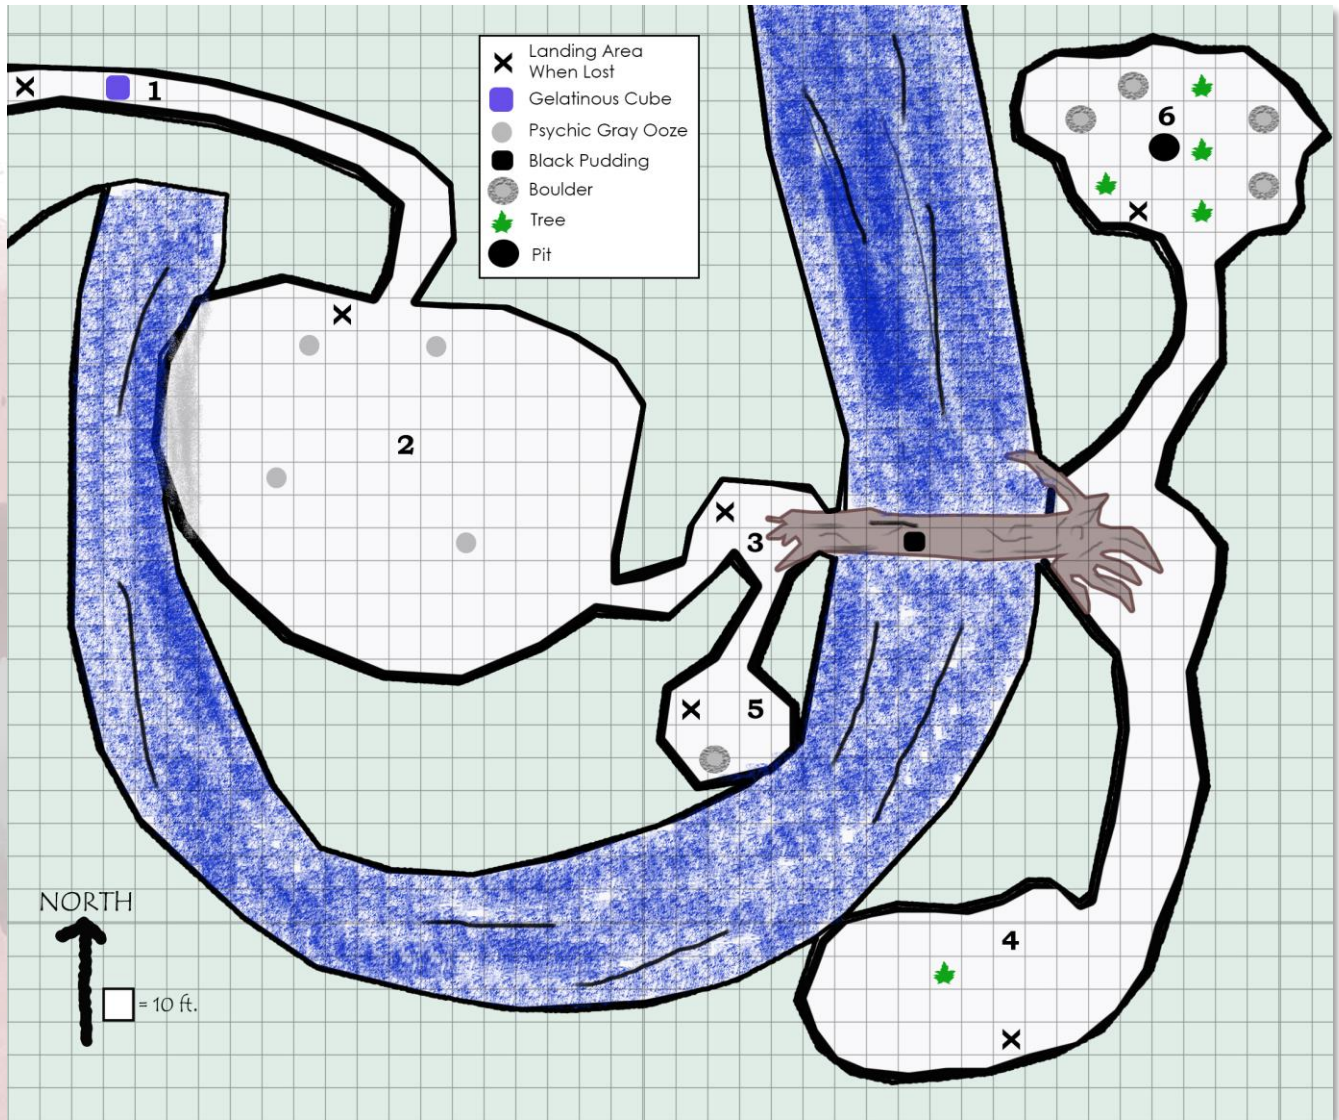 Landing Area
When Lost
Gelatinous Cube
Psychic Gray Ooze
Black Pudding
Boulder
Tree
Pit
1
6
2
3
5
4
NORTH
= 10 ft.